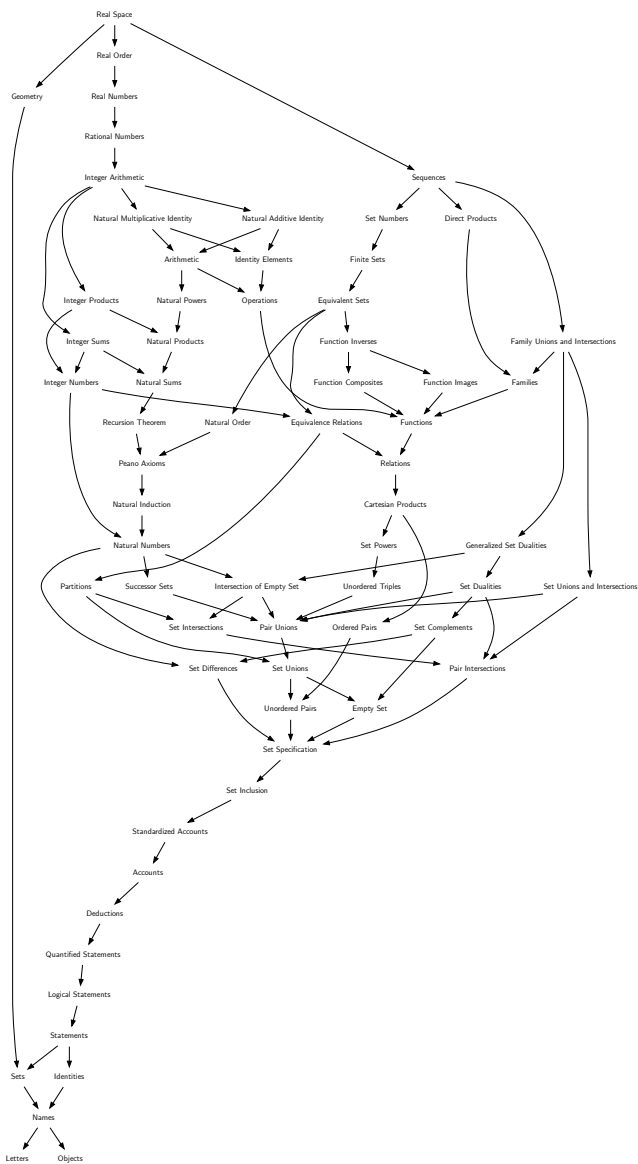 Real Space
Real Order
Geometry
Real Numbers
Rational Numbers
Integer Arithmetic
Sequences
Natural Multiplicative Identity
Natural Additive Identity
Set Numbers
Direct Products
Arithmetic
Identity Elements
Finite Sets
Integer Products
Natural Powers
Operations
Equivalent Sets
Integer Sums
Natural Products
Function Inverses
Family Unions and Intersections
Integer Numbers
Natural Sums
Function Composites
Function Images
Families
Recursion Theorem
Natural Order
Equivalence Relations
Functions
Peano Axioms
Relations
Natural Induction
Cartesian Products
Natural Numbers
Set Powers
Generalized Set Dualities
Partitions
Successor Sets
Intersection of Empty Set
Unordered Triples
Set Dualities
Set Unions and Intersections
Set Intersections
Pair Unions
Ordered Pairs
Set Complements
Set Differences
Set Unions
Pair Intersections
Unordered Pairs
Empty Set
Set Specification
Set Inclusion
Standardized Accounts
Accounts
Deductions
Quantified Statements
Logical Statements
Statements
Sets
Identities
Names
Letters
Objects